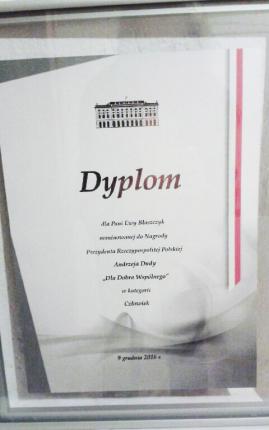 Dyplom
dla Pani Ewy Błaszczyk
nominowanej do Nagrody
Prezydenta Rzeczypospolitej Polskiej
Andrzeja Dudy
„Dla Dobra Wspólnego”
w kategorii
Człowiek
9 grudnia 2016 r.